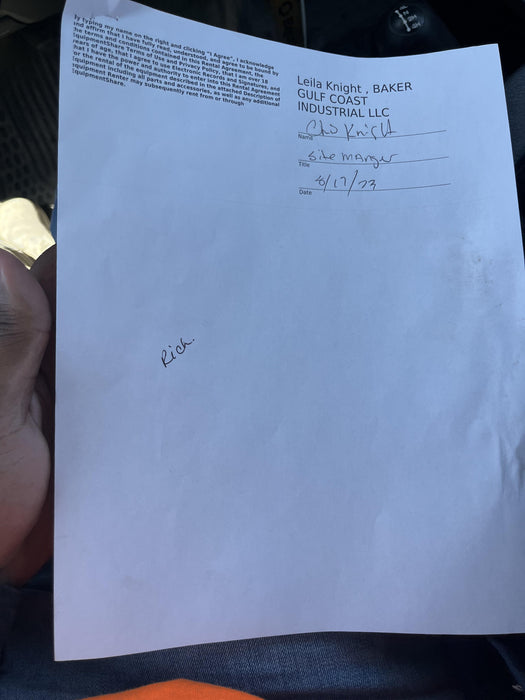 By typing my name on the right and clicking "I Agree", I acknowledge
and affirm that I have fully read, understood, and agree to be bound by
the terms and conditions found in this Rental Agreement, the
EquipmentShare Terms of Use and Privacy Policy, that I am over 18
years of age, that I agree to use Electronic Records and Signatures, and
that I have the power and authority to enter into this Rental Agreement
for the rental of the equipment described in the attached Description of
Equipment including all parts and accessories, as well as any additional
equipment Renter may subsequently rent from or through
EquipmentShare.
Leila Knight , BAKER
GULF COAST
INDUSTRIAL LLC
Knight
Name
Site manger
Title
8/17/23
Date
Rich